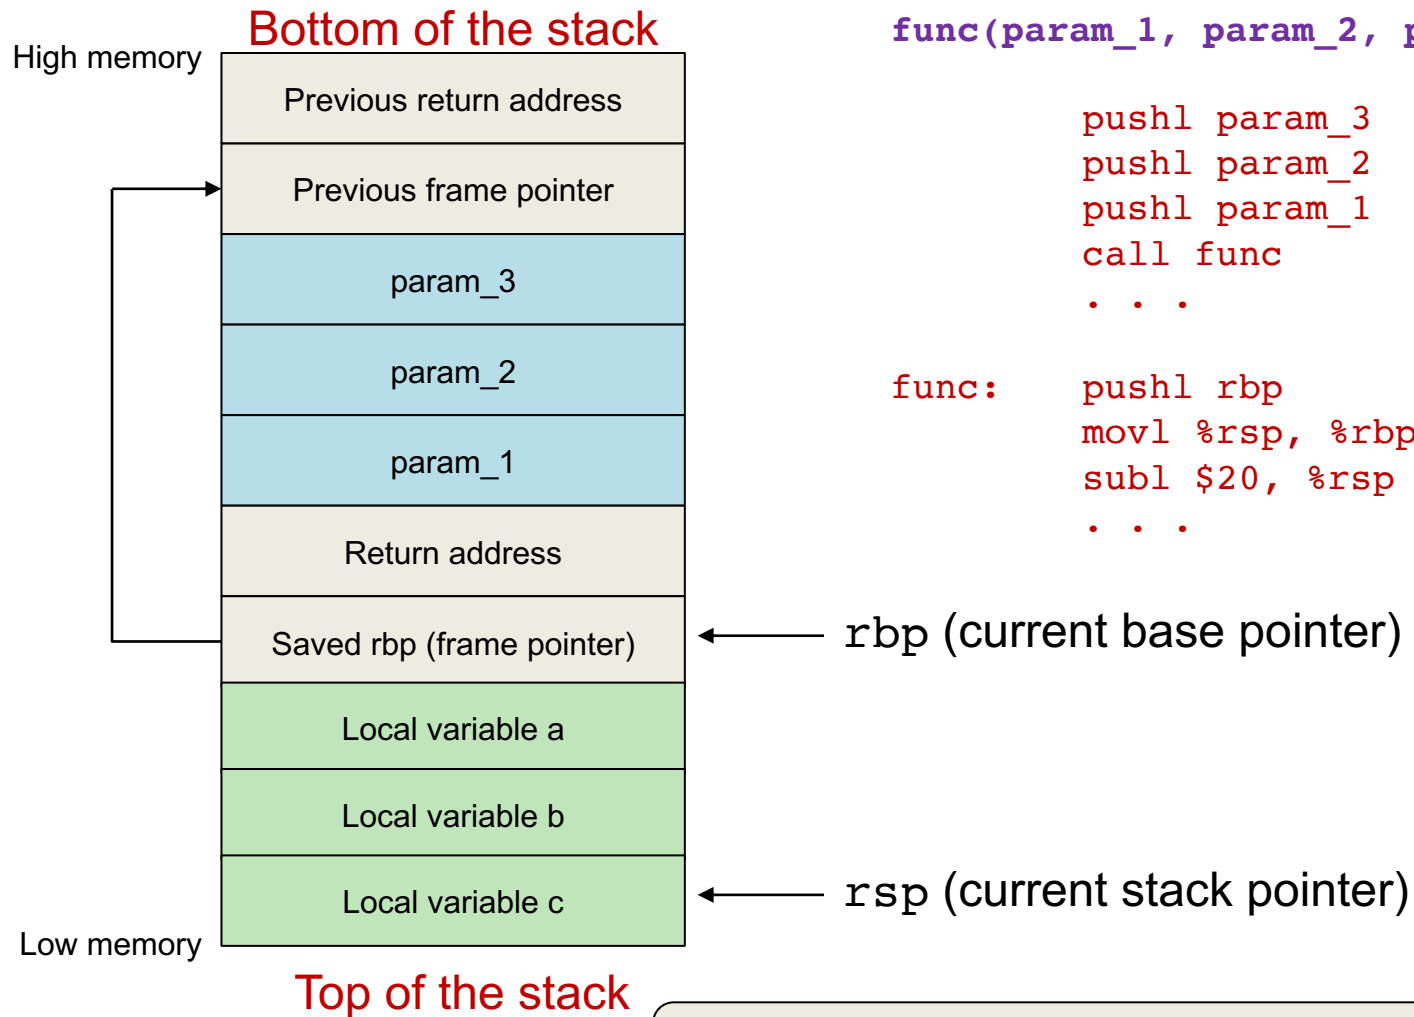 Bottom of the stack
High memory
Previous return address
Previous frame pointer
param_3
param_2
param_1
Return address
Saved rbp (frame pointer)
Local variable a
Local variable b
Local variable c
Low memory
Top of the stack
func(param_1, param_2, p
pushl param_3
pushl param_2
pushl param_1
call func
. . .
func: pushl rbp
movl %rsp, %rbp
subl $20, %rsp
. . .
rbp (current base pointer)
rsp (current stack pointer)